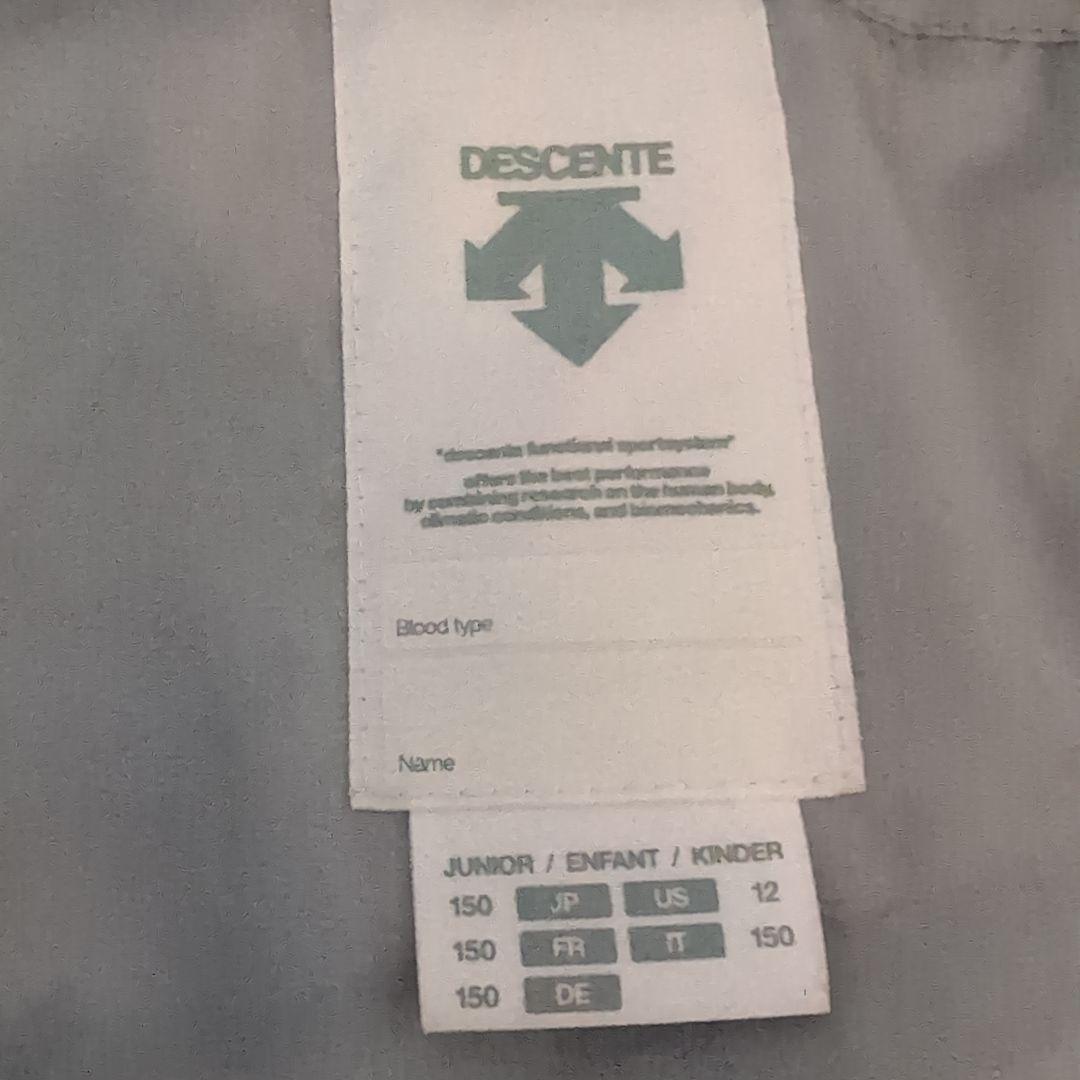 DESCENTE
"descente functional sportsystem"
offers the best performance
by combining research on the human body,
climatic conditions, and biomechanics.
Blood type
Name
JUNIOR / ENFANT / KINDER
150 JP US 12
150 FR IT 150
150 DE